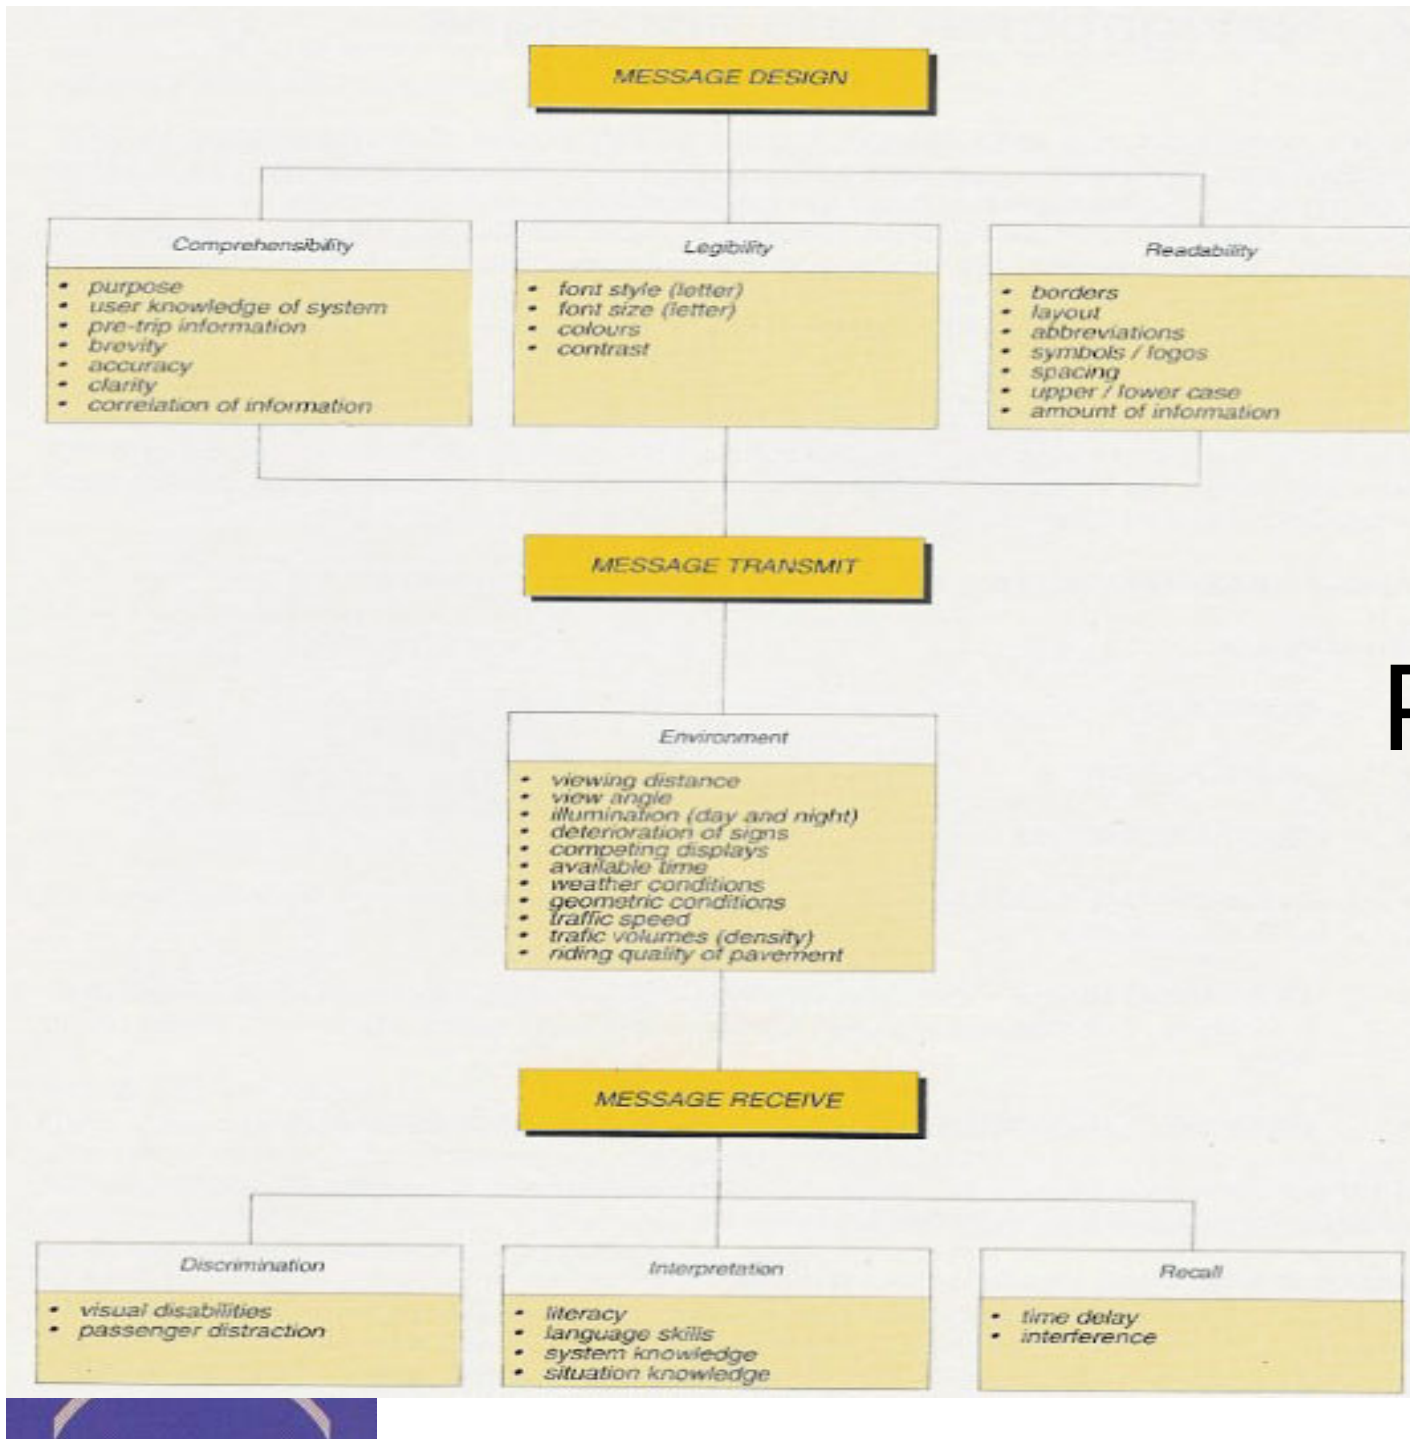 MESSAGE DESIGN
Comprehensibility
• purpose
• user knowledge of system
• pre-trip information
• brevity
• accuracy
• clarity
• correlation of information
Legibility
• font style (letter)
• font size (letter)
• colours
• contrast
Readability
• borders
• layout
• abbreviations
• symbols / logos
• spacing
• upper / lower case
• amount of information
MESSAGE TRANSMIT
Environment
• viewing distance
• view angle
• illumination (day and night)
• deterioration of signs
• competing displays
• available time
• weather conditions
• geometric conditions
• traffic speed
• trafic volumes (density)
• riding quality of pavement
MESSAGE RECEIVE
Discrimination
• visual disabilities
• passenger distraction
Interpretation
• literacy
• language skills
• system knowledge
• situation knowledge
Recall
• time delay
• interference